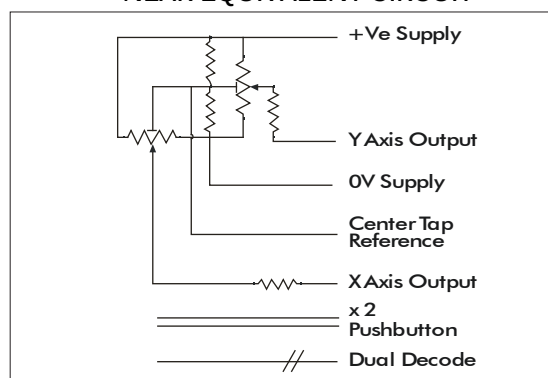 +Ve Supply
Y Axis Output
0V Supply
Center Tap
Reference
X Axis Output
x 2
Pushbutton
Dual Decode